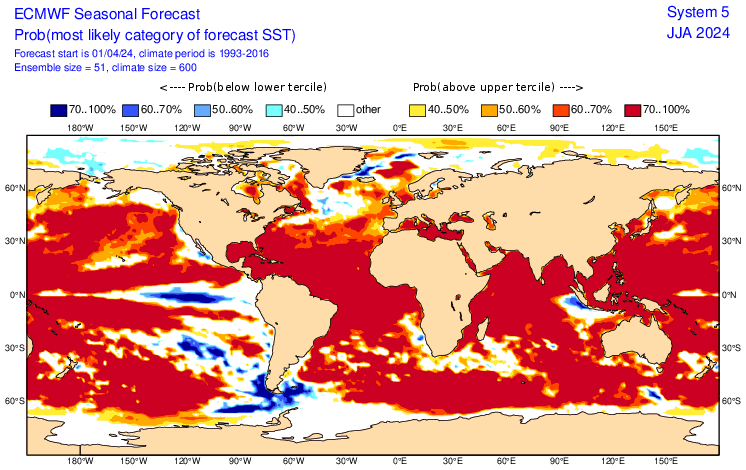 ECMWF Seasonal Forecast
System 5
Prob(most likely category of forecast SST)
JJA 2024
Forecast start is 01/04/24, climate period is 1993-2016
Ensemble size = 51, climate size = 600
<---- Prob(below lower tercile) Prob(above upper tercile) ---->
70..100% 60..70% 50..60% 40..50% other 40..50% 50..60% 60..70% 70..100%
180°W 150°W 120°W 90°W 60°W 30°W 0°E 30°E 60°E 90°E 120°E 150°E
60°N 60°N
30°N 30°N
0°N 0°N
30°S 30°S
60°S 60°S
180°W 150°W 120°W 90°W 60°W 30°W 0°E 30°E 60°E 90°E 120°E 150°E